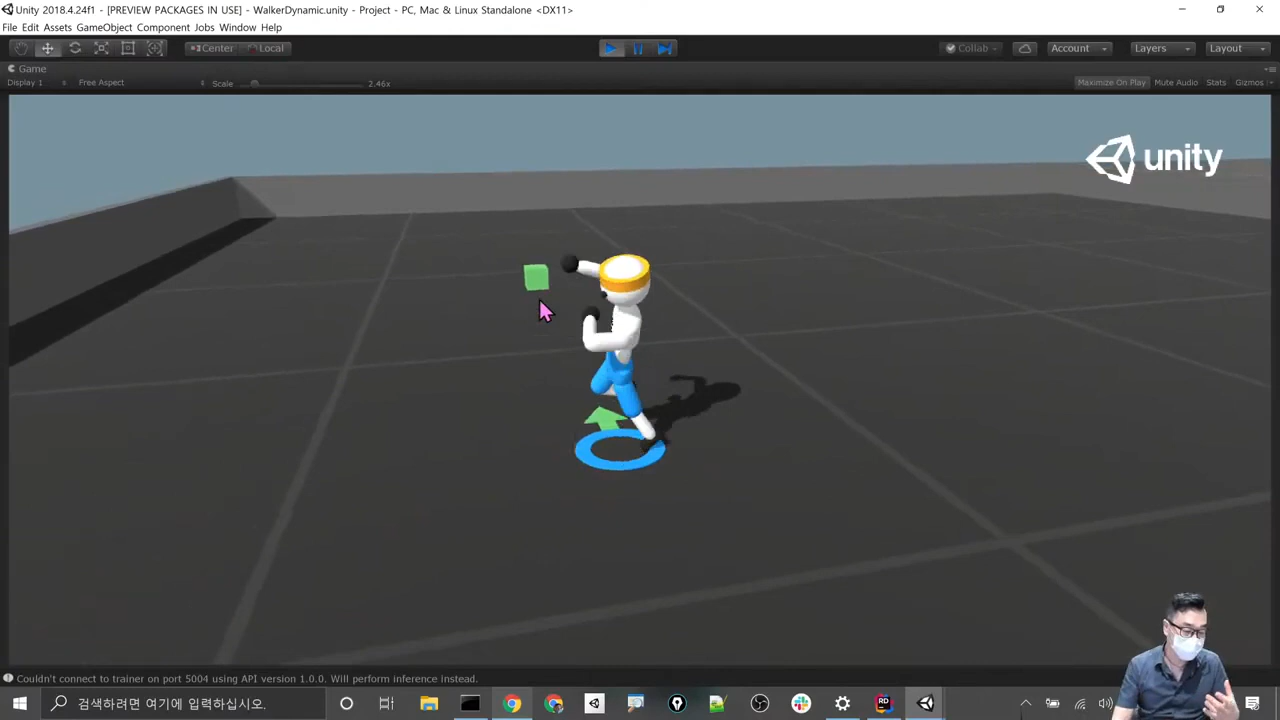 Unity 2018.4.24f1 - [PREVIEW PACKAGES IN USE] - WalkerDynamic.unity - Project - PC, Mac & Linux Standalone <DX11>
File Edit Assets GameObject Component Jobs Window Help
Center Local Collab Account Layers Layout
Game
Display 1 Free Aspect Scale 2.46x Maximize On Play Mute Audio Stats Gizmos
unity
Couldn't connect to trainer on port 5004 using API version 1.0.0. Will perform inference instead.
검색하려면 여기에 입력하십시오.